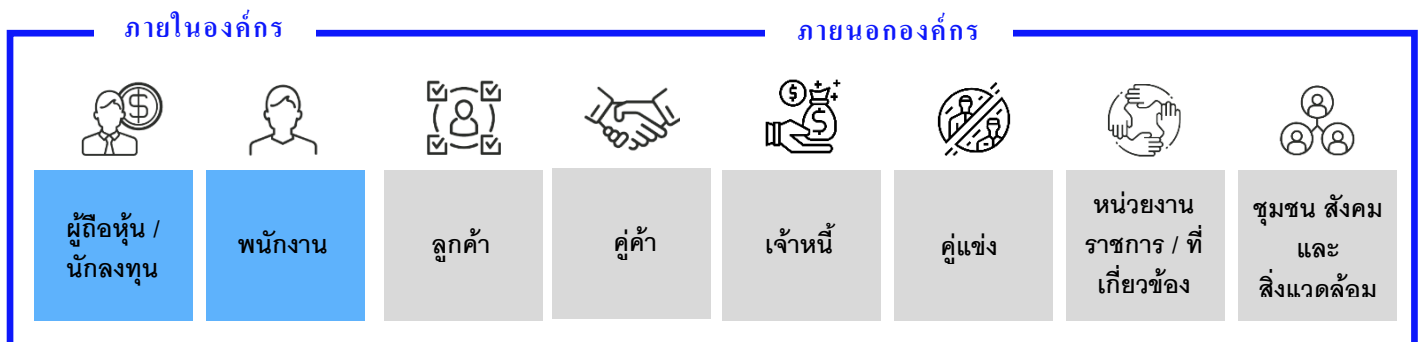 ภายในองค์กร
ภายนอกองค์กร
ผู้ถือหุ้น /
นักลงทุน
พนักงาน
ลูกค้า
คู่ค้า
เจ้าหนี้
คู่แข่ง
หน่วยงาน
ราชการ / ที่
เกี่ยวข้อง
ชุมชน สังคม
และ
สิ่งแวดล้อม